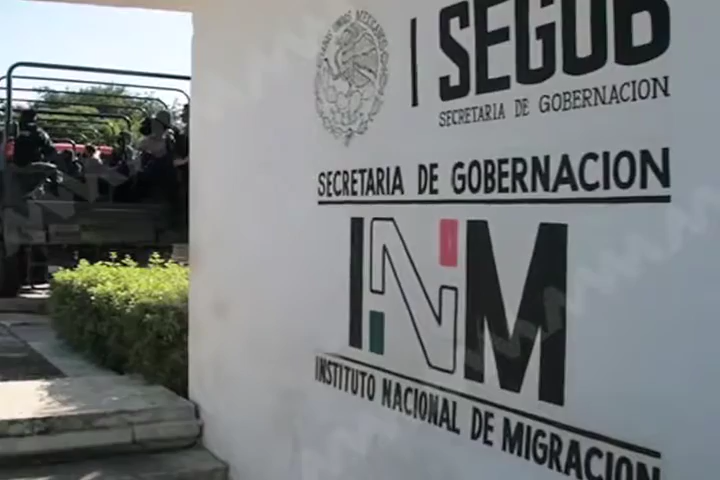 SEGOB
SECRETARIA DE GOBERNACION
SECRETARIA DE GOBERNACION
INM
INSTITUTO NACIONAL DE MIGRACION